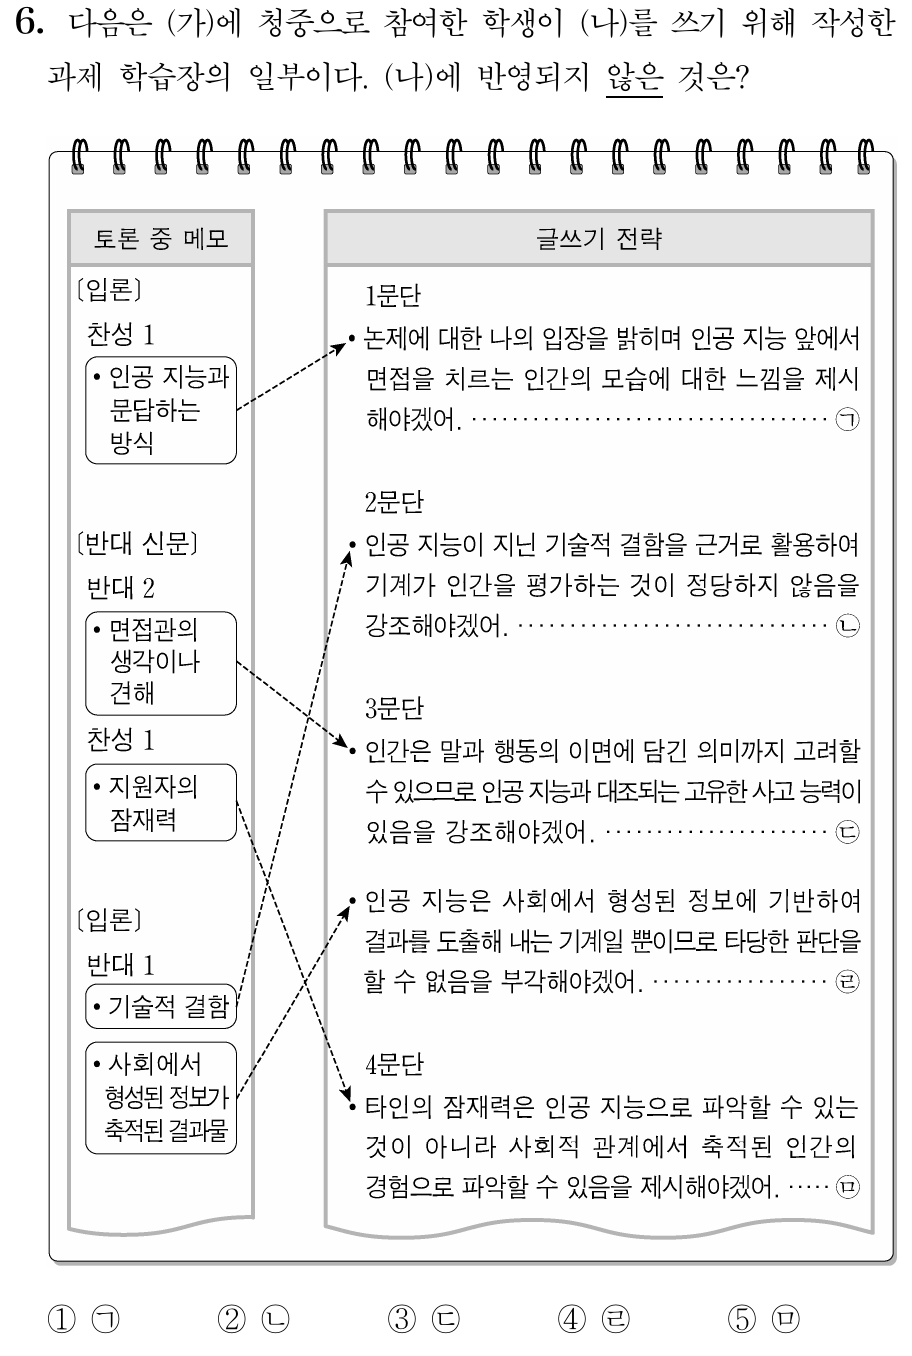 6. 다음은 (가)에 청중으로 참여한 학생이 (나)를 쓰기 위해 작성한
과제 학습장의 일부이다. (나)에 반영되지 않은 것은?
토론 중 메모
〔입론〕
찬성 1
• 인공 지능과
문답하는
방식
〔반대 신문〕
반대 2
• 면접관의
생각이나
견해
찬성 1
• 지원자의
잠재력
〔입론〕
반대 1
• 기술적 결함
• 사회에서
형성된 정보가
축적된 결과물
글쓰기 전략
1문단
• 논제에 대한 나의 입장을 밝히며 인공 지능 앞에서
면접을 치르는 인간의 모습에 대한 느낌을 제시
해야겠어. ································· ㉠
2문단
• 인공 지능이 지닌 기술적 결함을 근거로 활용하여
기계가 인간을 평가하는 것이 정당하지 않음을
강조해야겠어. ····························· ㉡
3문단
• 인간은 말과 행동의 이면에 담긴 의미까지 고려할
수 있으므로 인공 지능과 대조되는 고유한 사고 능력이
있음을 강조해야겠어. ····················· ㉢
• 인공 지능은 사회에서 형성된 정보에 기반하여
결과를 도출해 내는 기계일 뿐이므로 타당한 판단을
할 수 없음을 부각해야겠어. ················ ㉣
4문단
• 타인의 잠재력은 인공 지능으로 파악할 수 있는
것이 아니라 사회적 관계에서 축적된 인간의
경험으로 파악할 수 있음을 제시해야겠어. ····· ㉤
① ㉠ ② ㉡ ③ ㉢ ④ ㉣ ⑤ ㉤